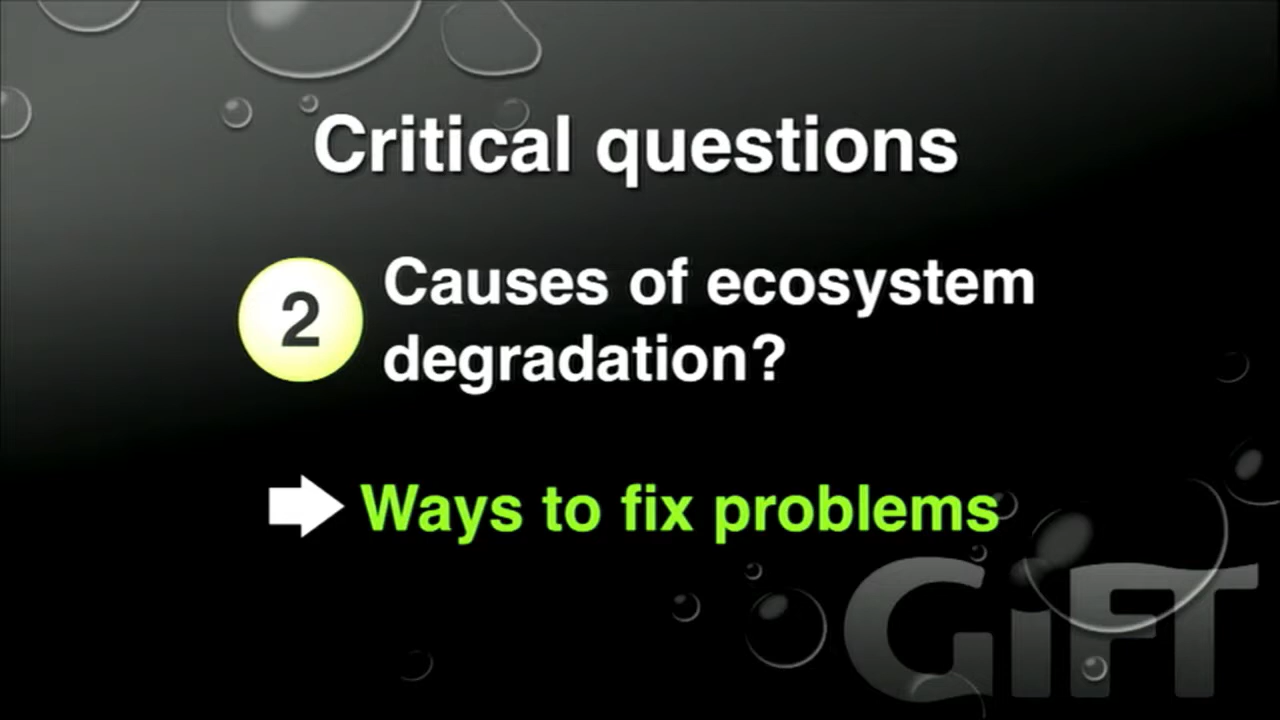 Critical questions
2
Causes of ecosystem
degradation?
Ways to fix problems
GiFT